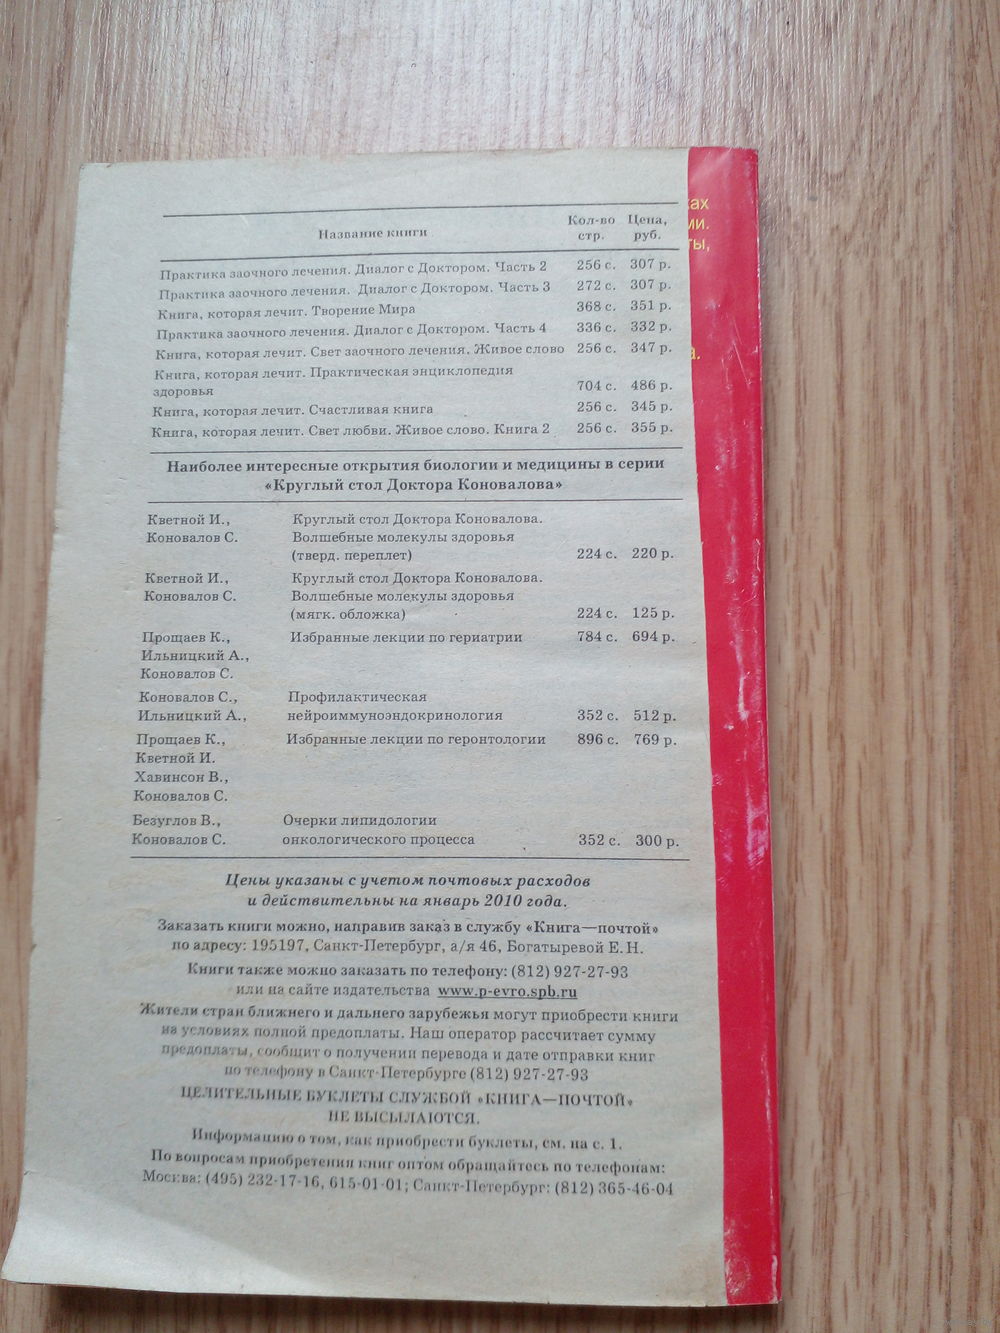 Название книги Кол-во стр. Цена, руб.
Практика заочного лечения. Диалог с Доктором. Часть 2 256 с. 307 р.
Практика заочного лечения. Диалог с Доктором. Часть 3 272 с. 307 р.
Книга, которая лечит. Творение Мира 368 с. 351 р.
Практика заочного лечения. Диалог с Доктором. Часть 4 336 с. 332 р.
Книга, которая лечит. Свет заочного лечения. Живое слово 256 с. 347 р.
Книга, которая лечит. Практическая энциклопедия
здоровья 704 с. 486 р.
Книга, которая лечит. Счастливая книга 256 с. 345 р.
Книга, которая лечит. Свет любви. Живое слово. Книга 2 256 с. 355 р.
Наиболее интересные открытия биологии и медицины в серии
«Круглый стол Доктора Коновалова»
Кветной И., Круглый стол Доктора Коновалова.
Коновалов С. Волшебные молекулы здоровья
(тверд. переплет) 224 с. 220 р.
Кветной И., Круглый стол Доктора Коновалова.
Коновалов С. Волшебные молекулы здоровья
(мягк. обложка) 224 с. 125 р.
Прощаев К., Избранные лекции по гериатрии 784 с. 694 р.
Ильницкий А.,
Коновалов С.
Коновалов С., Профилактическая
Ильницкий А., нейроиммуноэндокринология 352 с. 512 р.
Прощаев К., Избранные лекции по геронтологии 896 с. 769 р.
Кветной И.
Хавинсон В.,
Коновалов С.
Безуглов В., Очерки липидологии
Коновалов С. онкологического процесса 352 с. 300 р.
Цены указаны с учетом почтовых расходов
и действительны на январь 2010 года.
Заказать книги можно, направив заказ в службу «Книга—почтой»
по адресу: 195197, Санкт-Петербург, а/я 46, Богатыревой Е.Н.
Книги также можно заказать по телефону: (812) 927-27-93
или на сайте издательства www.p-evro.spb.ru
Жители стран ближнего и дальнего зарубежья могут приобрести книги
на условиях полной предоплаты. Наш оператор рассчитает сумму
предоплаты, сообщит о получении перевода и дате отправки книг
по телефону в Санкт-Петербурге (812) 927-27-93
ЦЕЛИТЕЛЬНЫЕ БУКЛЕТЫ СЛУЖБОЙ «КНИГА—ПОЧТОЙ»
НЕ ВЫСЫЛАЮТСЯ.
Информацию о том, как приобрести буклеты, см. на с. 1.
По вопросам приобретения книг оптом обращайтесь по телефонам:
Москва: (495) 232-17-16, 615-01-01; Санкт-Петербург: (812) 365-46-04